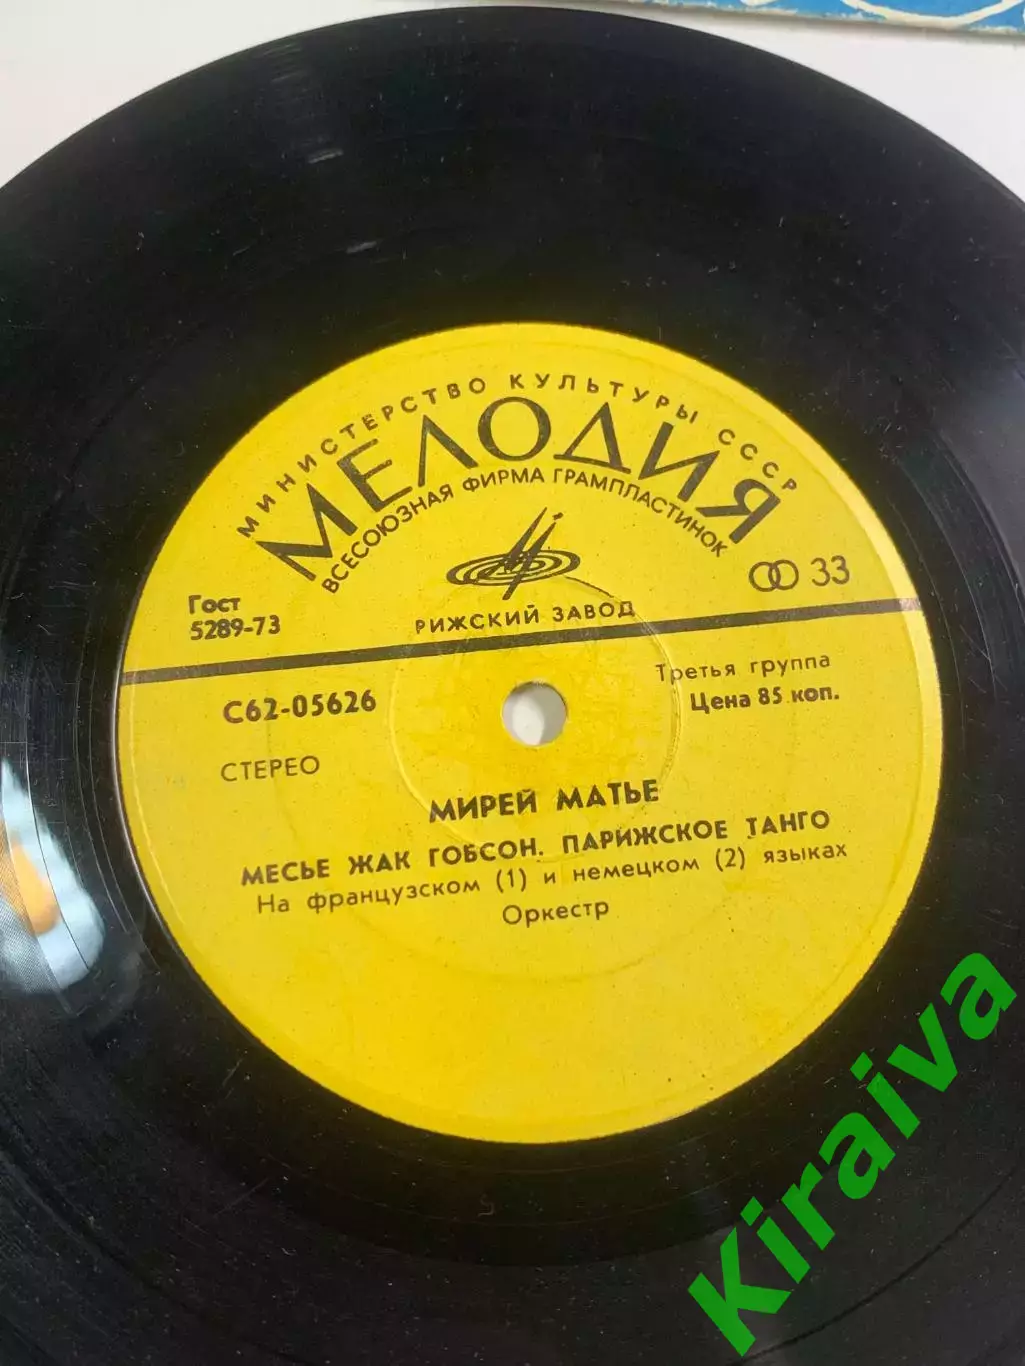 МИНИСТЕРСТВО КУЛЬТУРЫ СССР
МЕЛОДИЯ
ВСЕСОЮЗНАЯ ФИРМА ГРАМПЛАСТИНОК
33
Гост
5289-73
РИЖСКИЙ ЗАВОД
С62-05626
Третья группа
Цена 85 коп.
СТЕРЕО
МИРЕЙ МАТЬЕ
МЕСЬЕ ЖАК ГОБСОН. ПАРИЖСКОЕ ТАНГО
На французском (1) и немецком (2) языках
Оркестр
Kiraiva